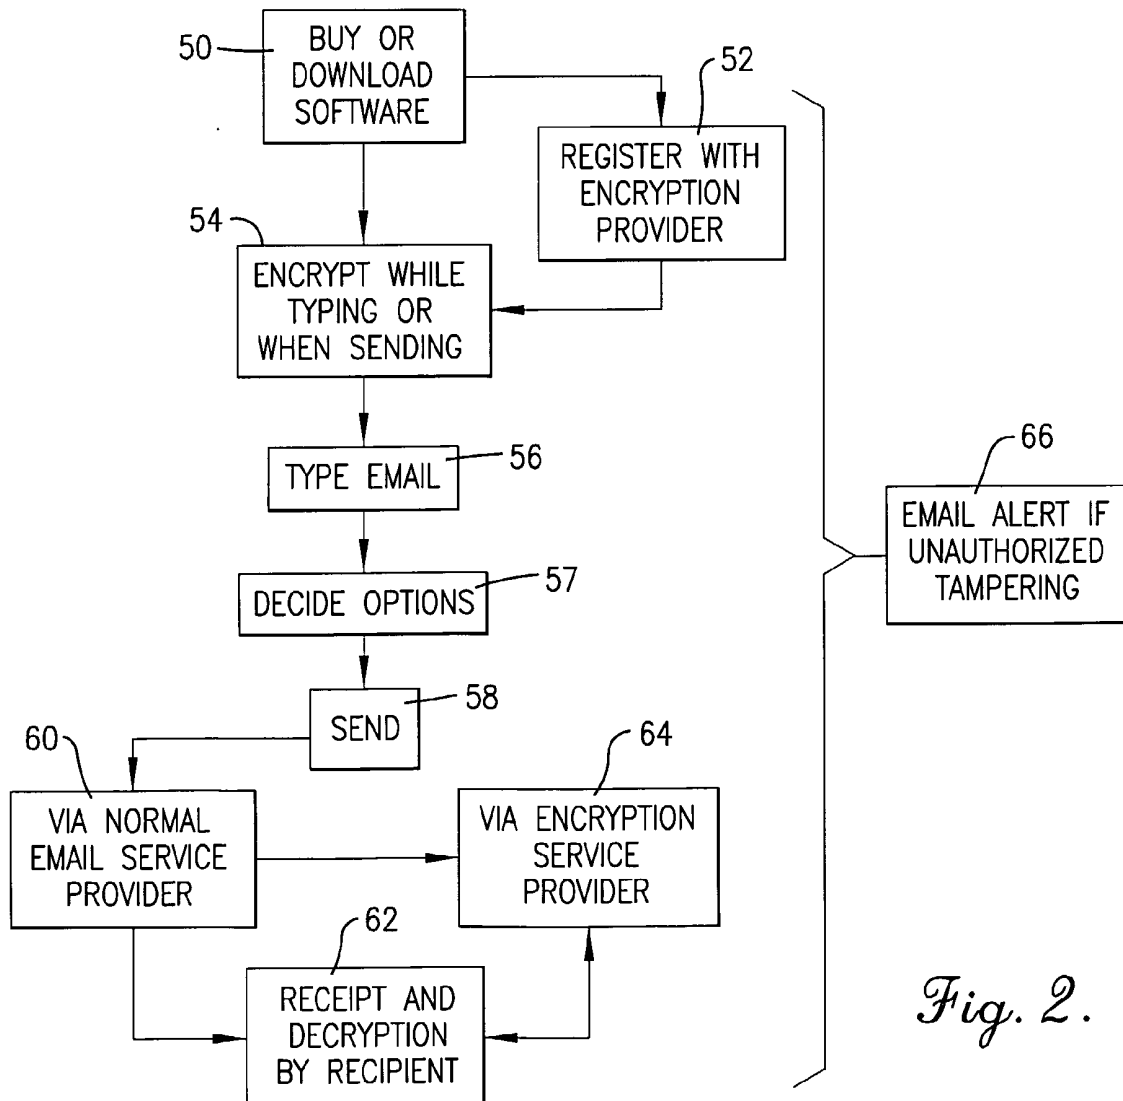 50
BUY OR
DOWNLOAD
SOFTWARE
52
REGISTER WITH
ENCRYPTION
PROVIDER
54
ENCRYPT WHILE
TYPING OR
WHEN SENDING
TYPE EMAIL
56
66
EMAIL ALERT IF
UNAUTHORIZED
TAMPERING
DECIDE OPTIONS
57
SEND
58
60
VIA NORMAL
EMAIL SERVICE
PROVIDER
64
VIA ENCRYPTION
SERVICE
PROVIDER
62
RECEIPT AND
DECRYPTION
BY RECIPIENT
Fig. 2.